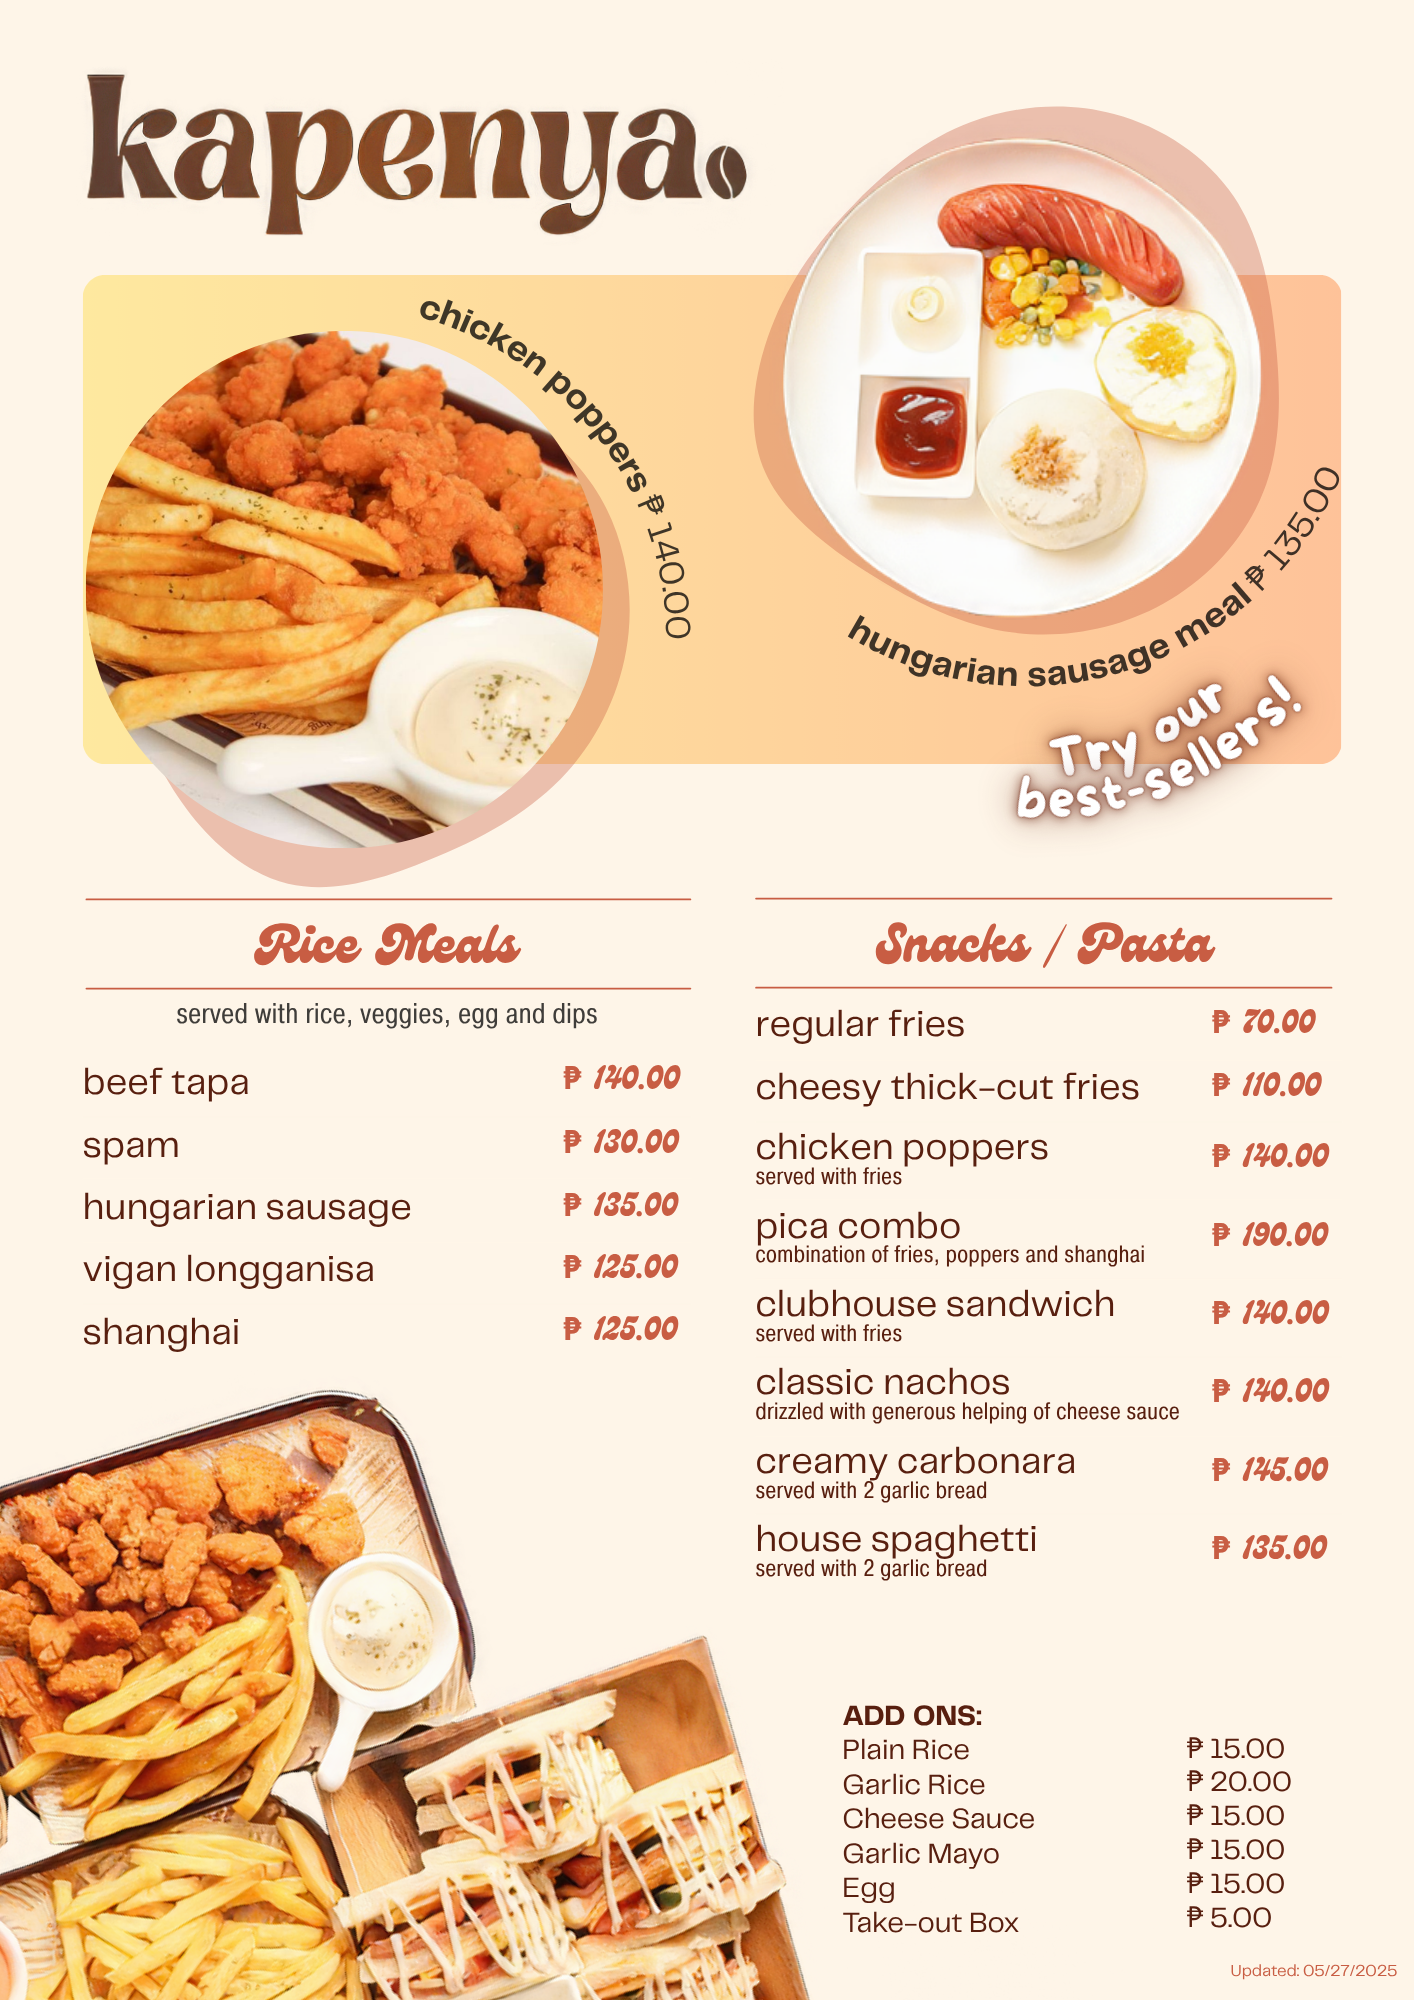 kapenya
chicken poppers ₱ 140.00
hungarian sausage meal ₱ 135.00
Try our
best-sellers!
Rice Meals
served with rice, veggies, egg and dips
beef tapa ₱ 140.00
spam ₱ 130.00
hungarian sausage ₱ 135.00
vigan longganisa ₱ 125.00
shanghai ₱ 125.00
Snacks / Pasta
regular fries ₱ 70.00
cheesy thick-cut fries ₱ 110.00
chicken poppers ₱ 140.00
served with fries
pica combo ₱ 190.00
combination of fries, poppers and shanghai
clubhouse sandwich ₱ 140.00
served with fries
classic nachos ₱ 140.00
drizzled with generous helping of cheese sauce
creamy carbonara ₱ 145.00
served with 2 garlic bread
house spaghetti ₱ 135.00
served with 2 garlic bread
ADD ONS:
Plain Rice ₱ 15.00
Garlic Rice ₱ 20.00
Cheese Sauce ₱ 15.00
Garlic Mayo ₱ 15.00
Egg ₱ 15.00
Take-out Box ₱ 5.00
Updated: 05/27/2025